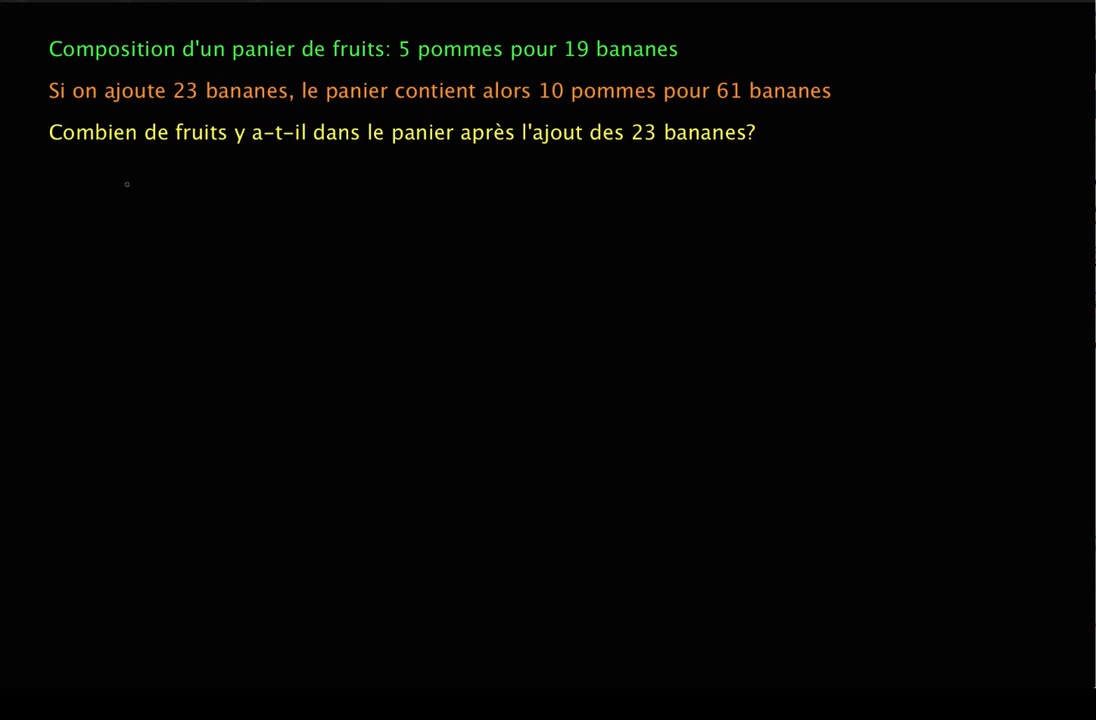 Composition d'un panier de fruits: 5 pommes pour 19 bananes
Si on ajoute 23 bananes, le panier contient alors 10 pommes pour 61 bananes
Combien de fruits y a-t-il dans le panier après l'ajout des 23 bananes?